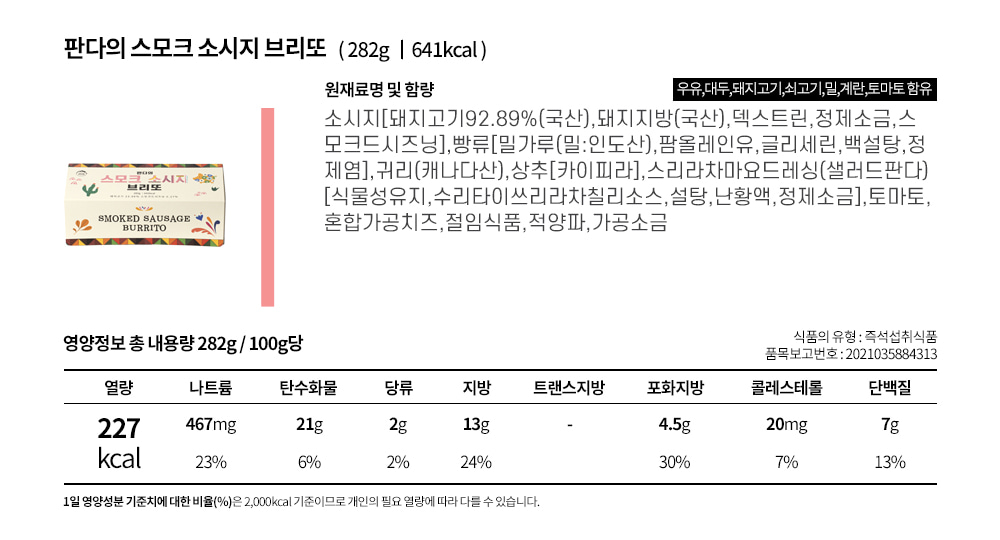 판다의 스모크 소시지 브리또 ( 282g | 641kcal )
원재료명 및 함량
우유,대두,돼지고기,쇠고기,밀,계란,토마토 함유
소시지[돼지고기92.89%(국산),돼지지방(국산),덱스트린,정제소금,스
모크드시즈닝],빵류[밀가루(밀:인도산),팜올레인유,글리세린,백설탕,정
제염],귀리(캐나다산),상추[카이피라],스리라차마요드레싱(샐러드판다)
[식물성유지,수리타이쓰리라차칠리소스,설탕,난황액,정제소금],토마토,
혼합가공치즈,절임식품,적양파,가공소금
판다의
스모크 소시지
브리또
SMOKED SAUSAGE
BURRITO
영양정보 총 내용량 282g / 100g당
식품의 유형 : 즉석섭취식품
품목보고번호 : 2021035884313
열량 나트륨 탄수화물 당류 지방 트랜스지방 포화지방 콜레스테롤 단백질
227 kcal 467mg 21g 2g 13g - 4.5g 20mg 7g
23% 6% 2% 24% 30% 7% 13%
1일 영양성분 기준치에 대한 비율(%)은 2,000kcal 기준이므로 개인의 필요 열량에 따라 다를 수 있습니다.